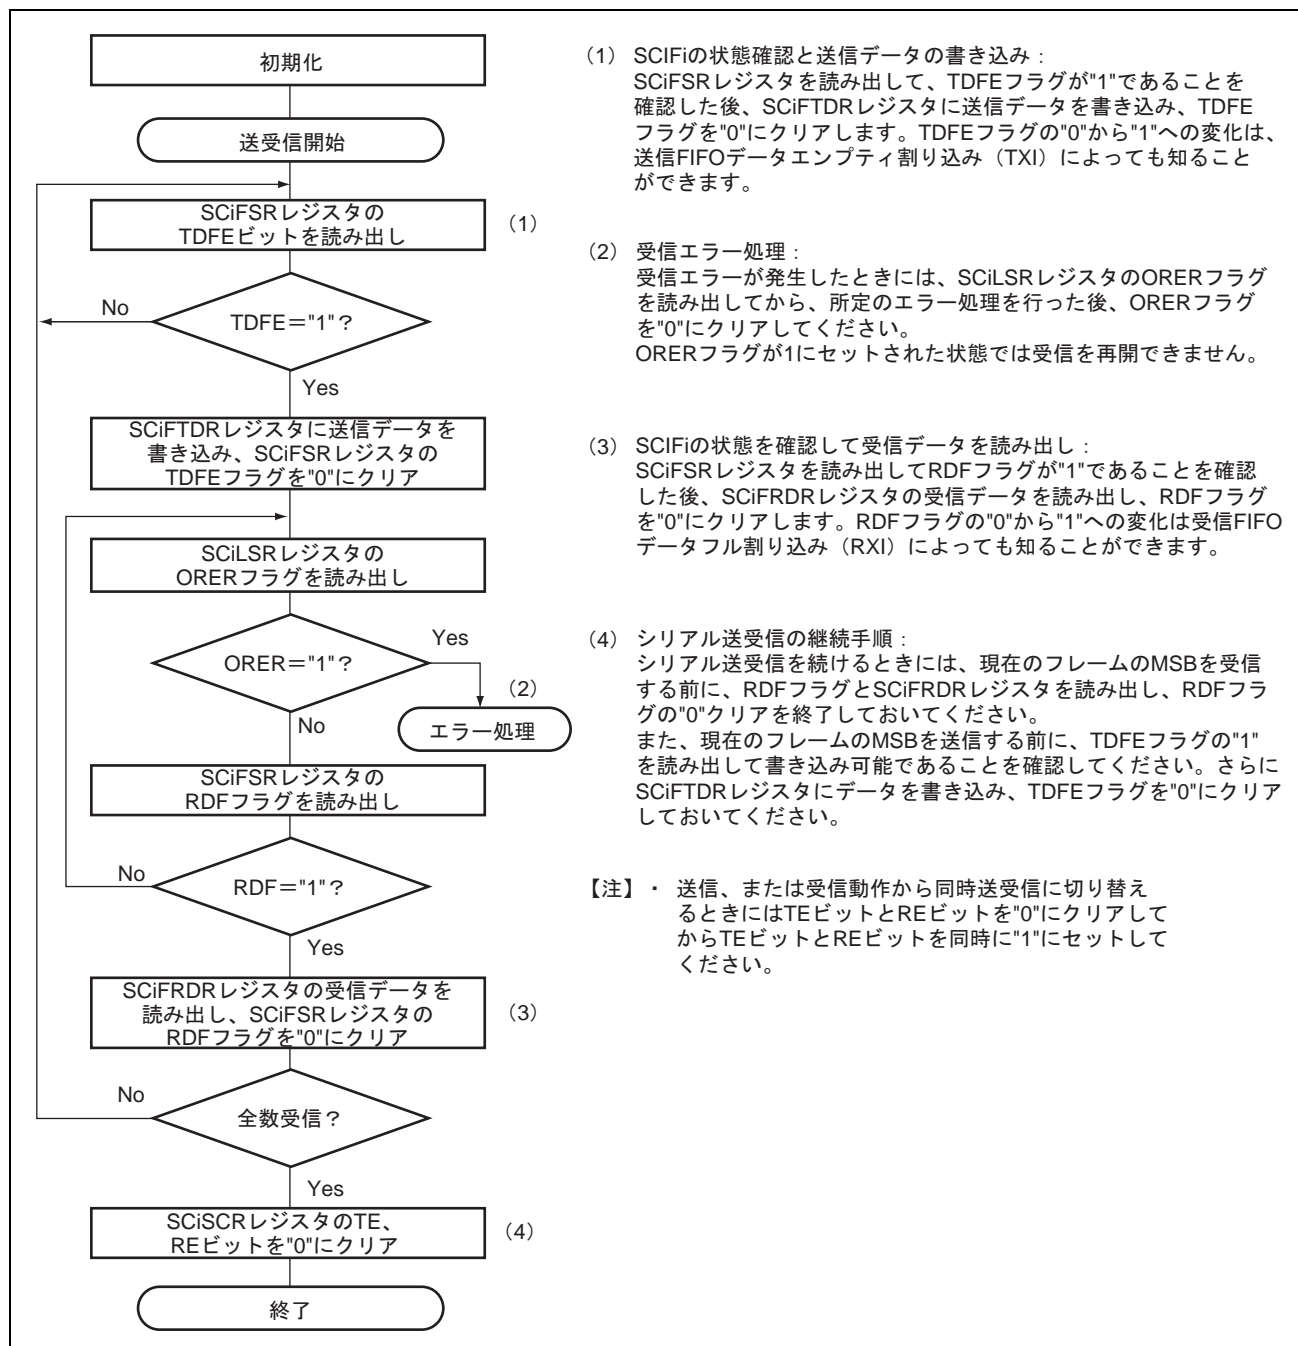 初期化
送受信開始
SCiFSRレジスタの
TDFEビットを読み出し
(1)
No
TDFE＝"1"？
Yes
SCiFTDRレジスタに送信データを
書き込み、SCiFSRレジスタの
TDFEフラグを"0"にクリア
SCiLSRレジスタの
ORERフラグを読み出し
ORER＝"1"？
Yes
(2)
エラー処理
No
SCiFSRレジスタの
RDFフラグを読み出し
No
RDF＝"1"？
Yes
SCiFRDRレジスタの受信データを
読み出し、SCiFSRレジスタの
RDFフラグを"0"にクリア
(3)
No
全数受信？
Yes
SCiSCRレジスタのTE、
REビットを"0"にクリア
(4)
終了
(1) SCIFiの状態確認と送信データの書き込み：
SCiFSRレジスタを読み出して、TDFEフラグが"1"であることを
確認した後、SCiFTDRレジスタに送信データを書き込み、TDFE
フラグを"0"にクリアします。TDFEフラグの"0"から"1"への変化は、
送信FIFOデータエンプティ割り込み（TXI）によっても知ること
ができます。
(2) 受信エラー処理：
受信エラーが発生したときには、SCiLSRレジスタのORERフラグ
を読み出してから、所定のエラー処理を行った後、ORERフラグ
を"0"にクリアしてください。
ORERフラグが1にセットされた状態では受信を再開できません。
(3) SCIFiの状態を確認して受信データを読み出し：
SCiFSRレジスタを読み出してRDFフラグが"1"であることを確認
した後、SCiFRDRレジスタの受信データを読み出し、RDFフラグ
を"0"にクリアします。RDFフラグの"0"から"1"への変化は受信FIFO
データフル割り込み（RXI）によっても知ることができます。
(4) シリアル送受信の継続手順：
シリアル送受信を続けるときには、現在のフレームのMSBを受信
する前に、RDFフラグとSCiFRDRレジスタを読み出し、RDFフラ
グの"0"クリアを終了しておいてください。
また、現在のフレームのMSBを送信する前に、TDFEフラグの"1"
を読み出して書き込み可能であることを確認してください。さらに
SCiFTDRレジスタにデータを書き込み、TDFEフラグを"0"にクリア
しておいてください。
【注】・ 送信、または受信動作から同時送受信に切り替え
るときにはTEビットとREビットを"0"にクリアして
からTEビットとREビットを同時に"1"にセットして
ください。